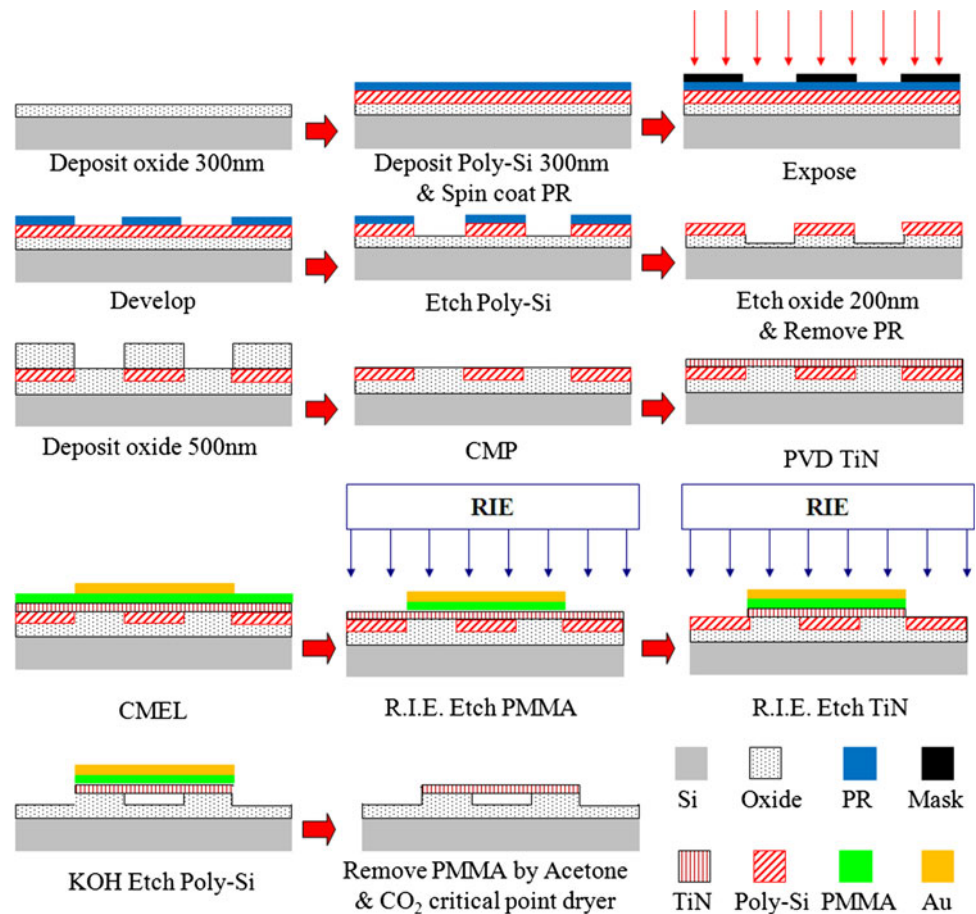 Deposit oxide 300nm
Deposit Poly-Si 300nm
& Spin coat PR
Expose
Develop
Etch Poly-Si
Etch oxide 200nm
& Remove PR
Deposit oxide 500nm
CMP
PVD TiN
RIE
RIE
CMEL
R.I.E. Etch PMMA
R.I.E. Etch TiN
Si
Oxide
PR
Mask
KOH Etch Poly-Si
Remove PMMA by Acetone
& CO₂ critical point dryer
TiN
Poly-Si
PMMA
Au